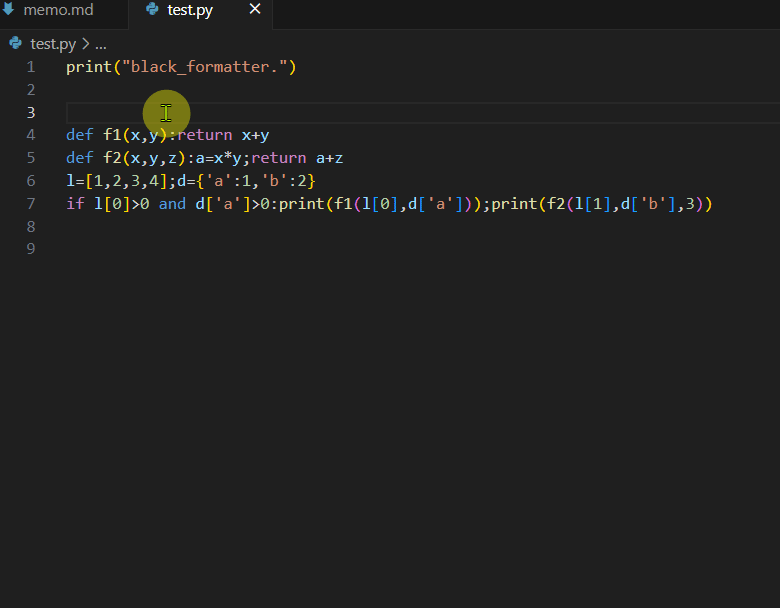 memo.md test.py ×
test.py > ...
1 print("black_formatter.")
2
3
4 def f1(x,y):return x+y
5 def f2(x,y,z):a=x*y;return a+z
6 l=[1,2,3,4];d={'a':1,'b':2}
7 if l[0]>0 and d['a']>0:print(f1(l[0],d['a']));print(f2(l[1],d['b'],3))
8
9